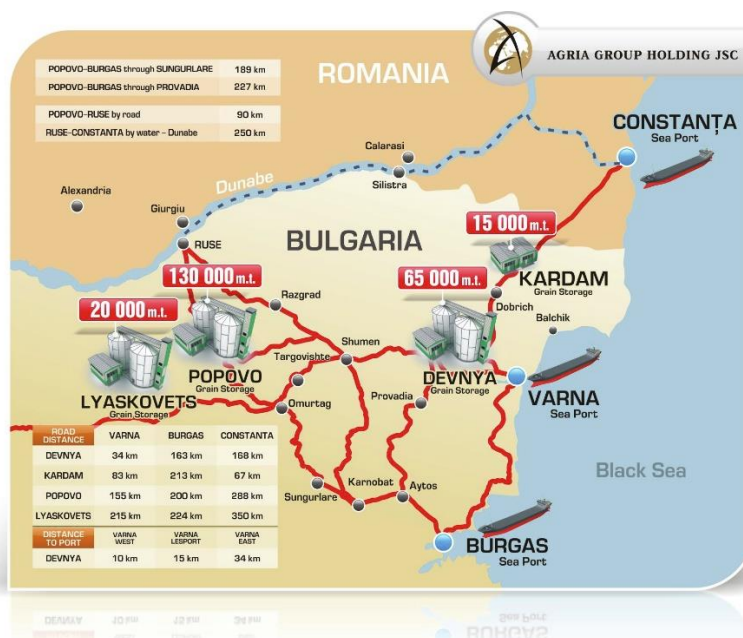 AGRIA GROUP HOLDING JSC
POPOVO-BURGAS through SUNGURLARE 189 km
POPOVO-BURGAS through PROVADIA 227 km
POPOVO-RUSE by road 90 km
RUSE-CONSTANTA by water – Dunabe 250 km
ROMANIA
CONSTANȚA
Sea Port
Calarasi
Silistra
Dunabe
Alexandria
Giurgiu
RUSE
BULGARIA
15 000 m.t.
KARDAM
Grain Storage
130 000 m.t.
65 000 m.t.
20 000 m.t.
Razgrad
Dobrich
Balchik
Shumen
Targovishte
POPOVO
Grain Storage
DEVNYA
Grain Storage
VARNA
Sea Port
LYASKOVETS
Grain Storage
Omurtag
Provadia
Black Sea
Karnobat
Aytos
Sungurlare
BURGAS
Sea Port
ROAD DISTANCE VARNA BURGAS CONSTANTA
DEVNYA 34 km 163 km 168 km
KARDAM 83 km 213 km 67 km
POPOVO 155 km 200 km 288 km
LYASKOVETS 215 km 224 km 350 km
DISTANCE TO PORT VARNA WEST VARNA LESPORT VARNA EAST
DEVNYA 10 km 15 km 34 km